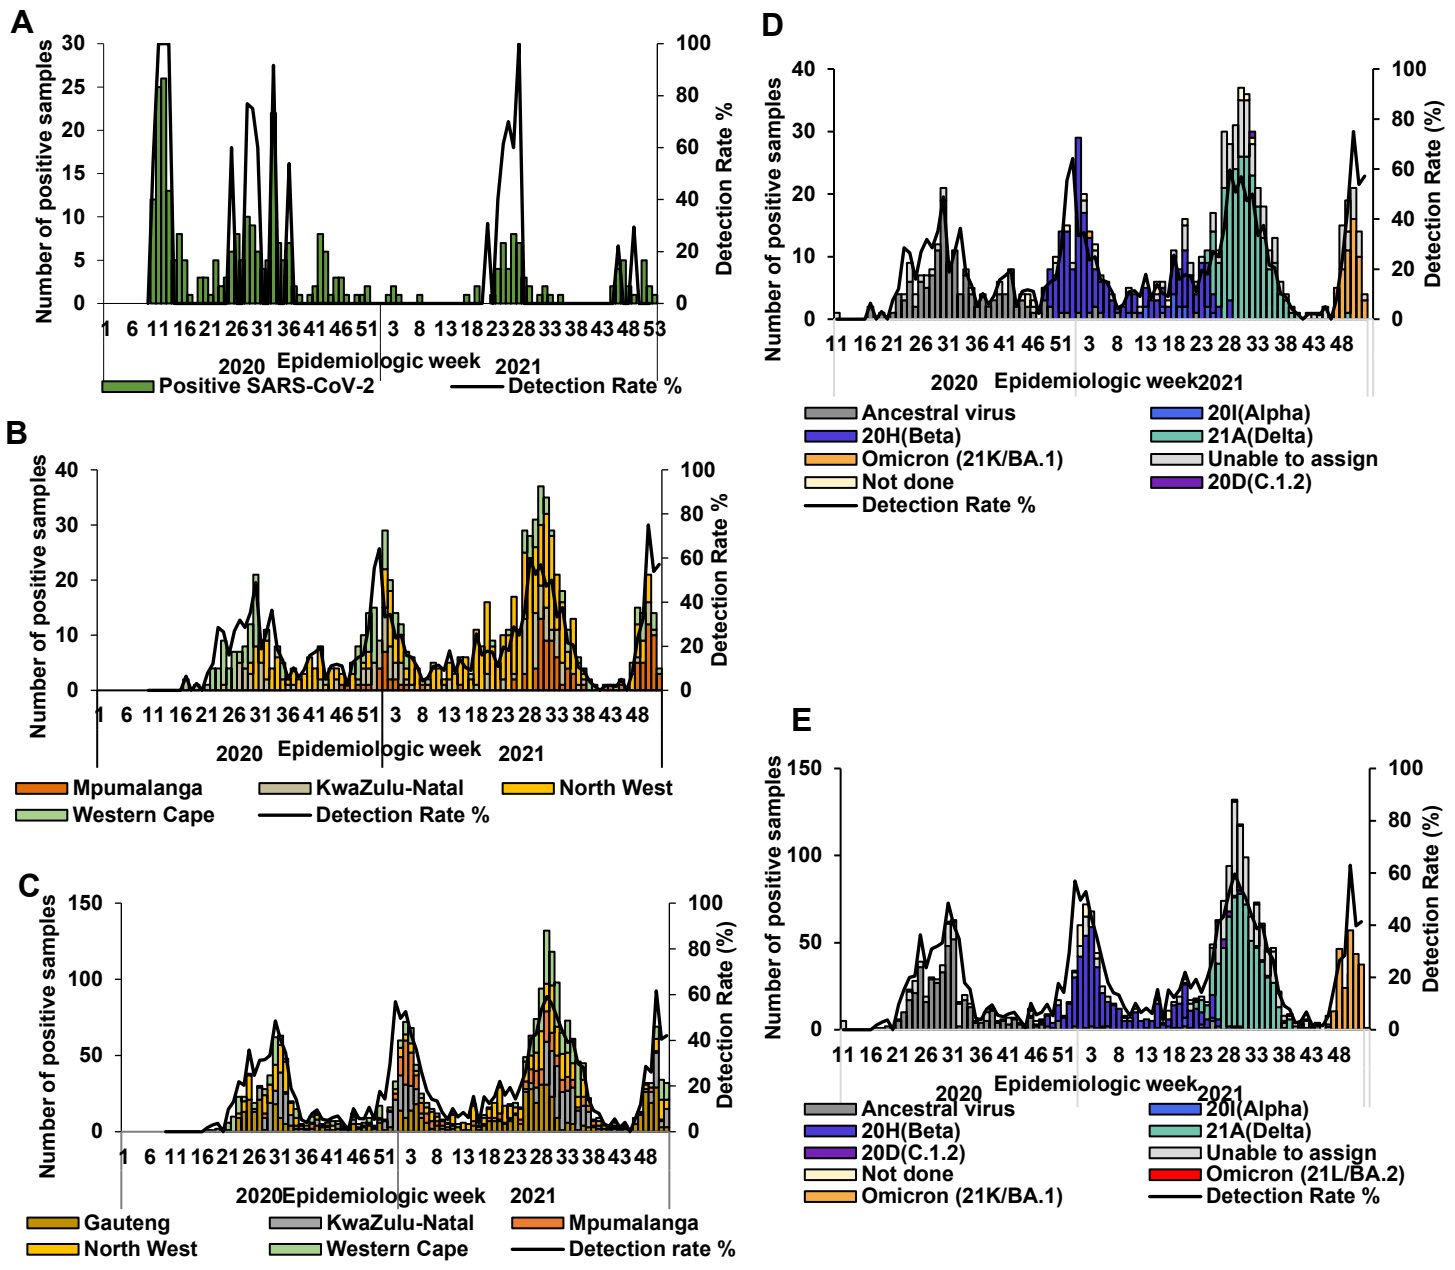 A
Number of positive samples
30
25
20
15
10
5
0
100
80
60
40
20
0
Detection Rate %
1 6 11 16 21 26 31 36 41 46 51 3 8 13 18 23 28 33 38 43 48 53
2020 Epidemiologic week 2021
Positive SARS-CoV-2 Detection Rate %
B
Number of positive samples
40
30
20
10
0
100
80
60
40
20
0
Detection Rate %
1 6 11 16 21 26 31 36 41 46 51 3 8 13 18 23 28 33 38 43 48
2020 Epidemiologic week 2021
Mpumalanga KwaZulu-Natal North West
Western Cape Detection Rate %
C
Number of positive samples
150
100
50
0
100
80
60
40
20
0
Detection Rate (%)
1 6 11 16 21 26 31 36 41 46 51 3 8 13 18 23 28 33 38 43 48
2020 Epidemiologic week 2021
Gauteng KwaZulu-Natal Mpumalanga
North West Western Cape Detection rate %
D
Number of positive samples
40
30
20
10
0
100
80
60
40
20
0
Detection Rate (%)
11 16 21 26 31 36 41 46 51 3 8 13 18 23 28 33 38 43 48
2020 Epidemiologic week 2021
Ancestral virus 20I(Alpha)
20H(Beta) 21A(Delta)
Omicron (21K/BA.1) Unable to assign
Not done 20D(C.1.2)
Detection Rate %
E
Number of positive samples
150
100
50
0
100
80
60
40
20
0
Detection Rate (%)
11 16 21 26 31 36 41 46 51 3 8 13 18 23 28 33 38 43 48
2020 Epidemiologic week 2021
Ancestral virus 20I(Alpha)
20H(Beta) 21A(Delta)
20D(C.1.2) Unable to assign
Not done Omicron (21L/BA.2)
Omicron (21K/BA.1) Detection Rate %